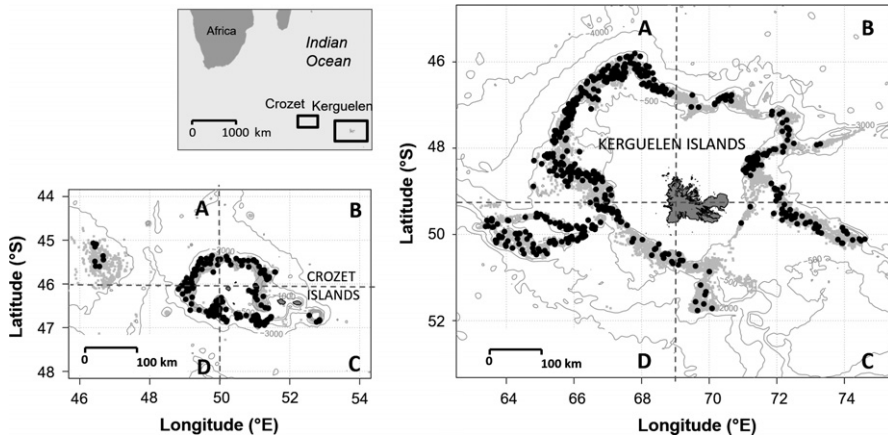 Africa
Indian
Ocean
Crozet
Kerguelen
0 1000 km
44
45
46
47
48
Latitude (°S)
A
B
C
D
CROZET
ISLANDS
-1000
-3000
0 100 km
46 48 50 52 54
Longitude (°E)
46
48
50
52
Latitude (°S)
A
B
C
D
-4000
-500
-3000
KERGUELEN ISLANDS
-500
0 100 km
64 66 68 70 72 74
Longitude (°E)